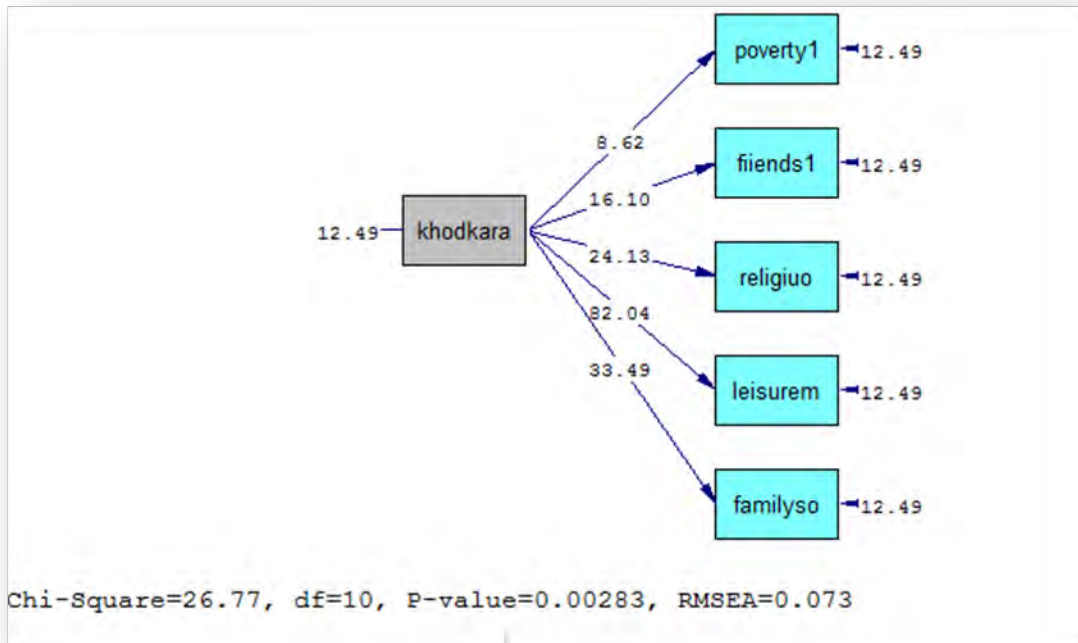 poverty1
12.49
8.62
fiiends1
12.49
16.10
12.49
khodkara
24.13
religiuo
12.49
82.04
33.49
leisurem
12.49
familyso
12.49
Chi-Square=26.77, df=10, P-value=0.00283, RMSEA=0.073